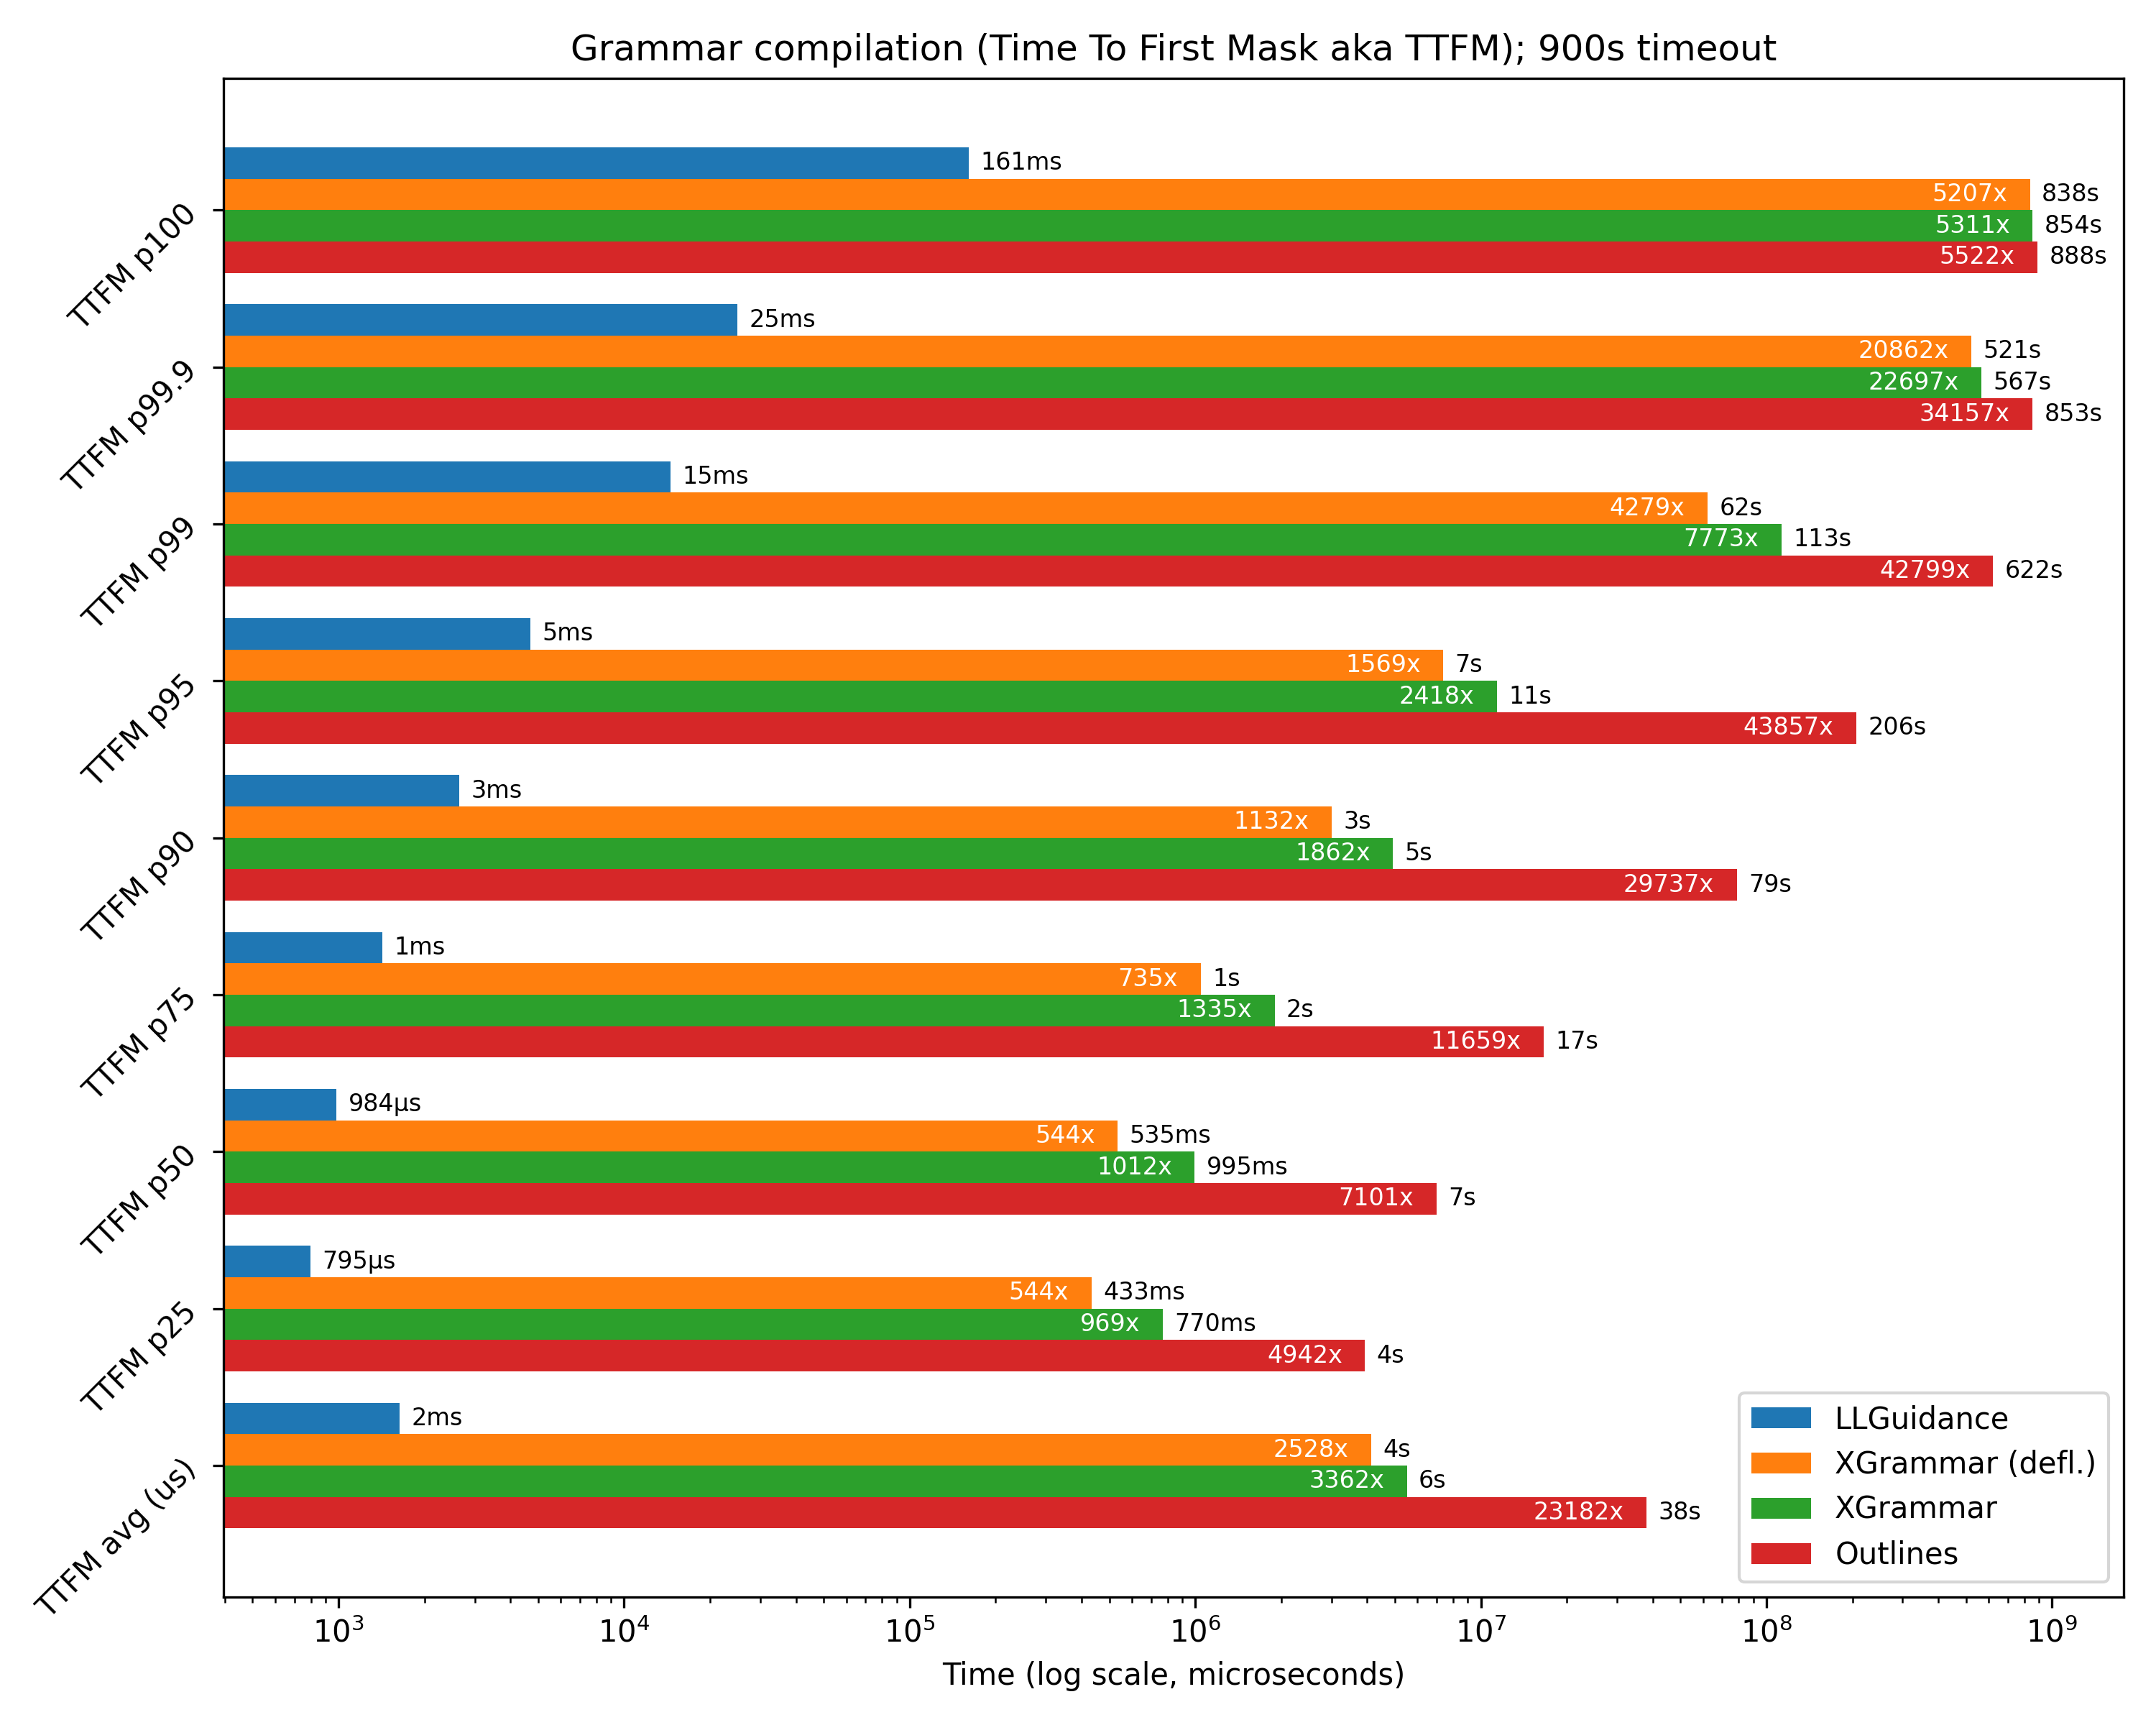 Grammar compilation (Time To First Mask aka TTFM); 900s timeout
TTFM p100
161ms
5207x 838s
5311x 854s
5522x 888s
TTFM p99.9
25ms
20862x 521s
22697x 567s
34157x 853s
TTFM p99
15ms
4279x 62s
7773x 113s
42799x 622s
TTFM p95
5ms
1569x 7s
2418x 11s
43857x 206s
TTFM p90
3ms
1132x 3s
1862x 5s
29737x 79s
TTFM p75
1ms
735x 1s
1335x 2s
11659x 17s
TTFM p50
984µs
544x 535ms
1012x 995ms
7101x 7s
TTFM p25
795µs
544x 433ms
969x 770ms
4942x 4s
TTFM avg (us)
2ms
2528x 4s
3362x 6s
23182x 38s
LLGuidance
XGrammar (defl.)
XGrammar
Outlines
10³ 10⁴ 10⁵ 10⁶ 10⁷ 10⁸ 10⁹
Time (log scale, microseconds)